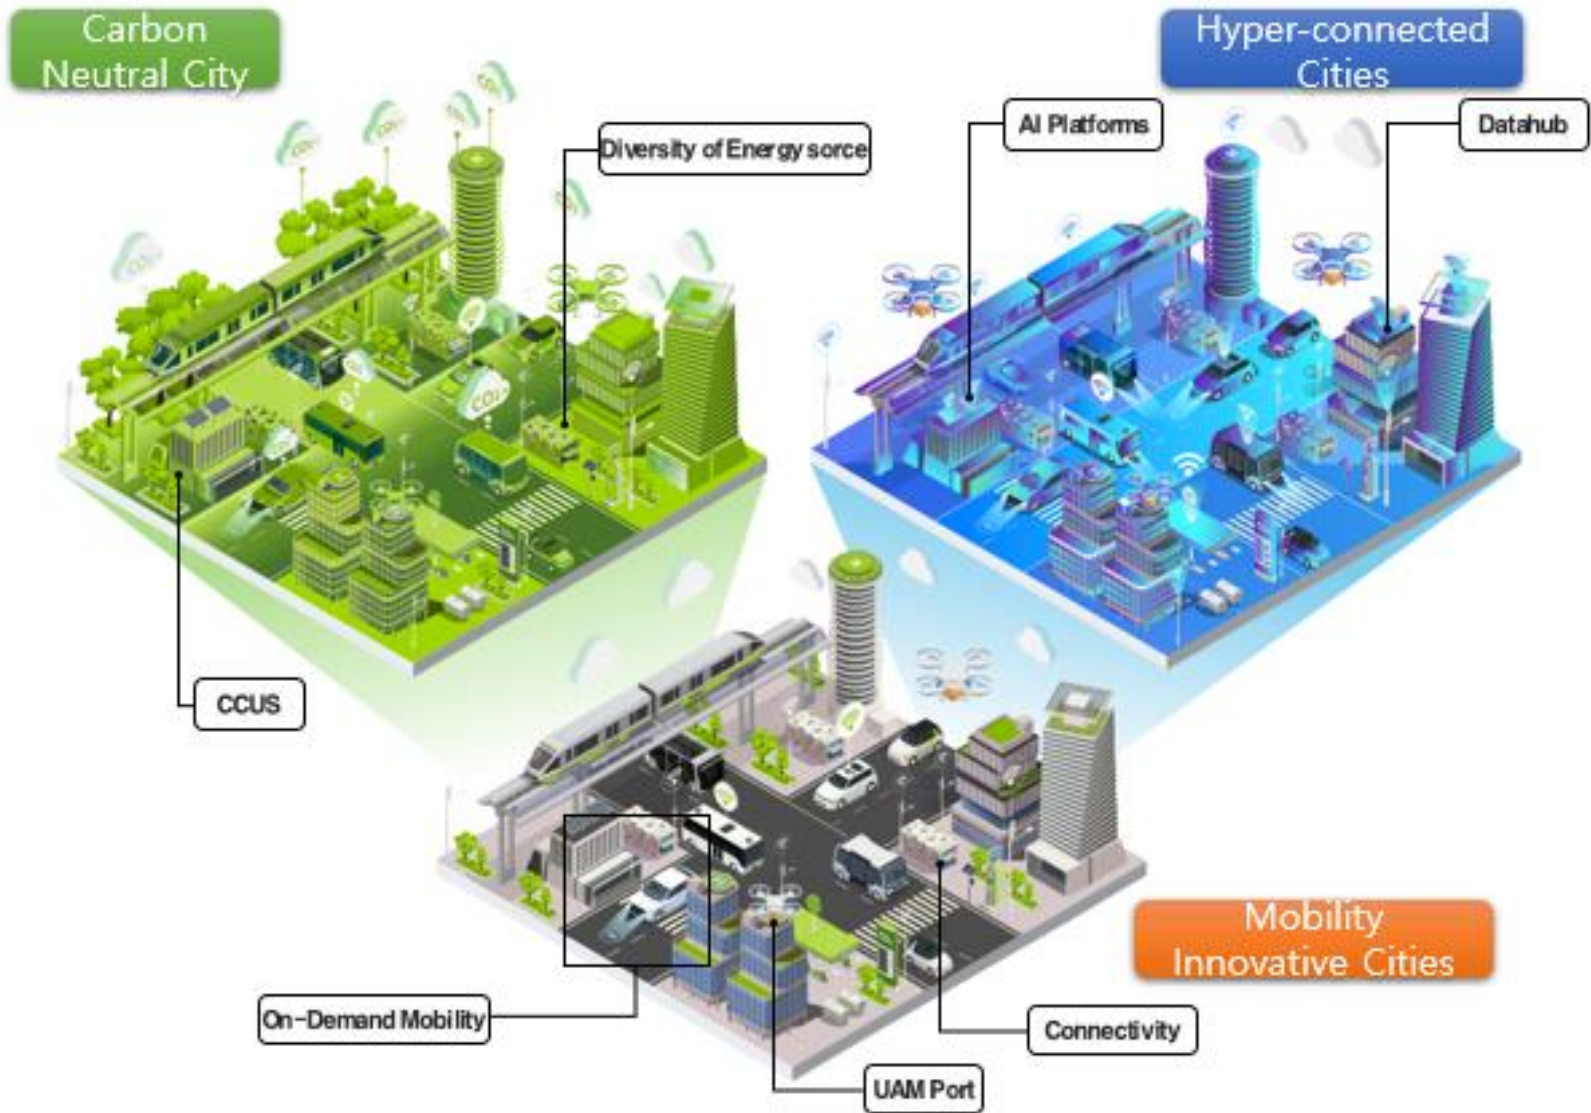 Carbon
Neutral City
Hyper-connected
Cities
AI Platforms
Datahub
Diversity of Energy sorce
CO2
CCUS
Mobility
Innovative Cities
On-Demand Mobility
Connectivity
UAM Port